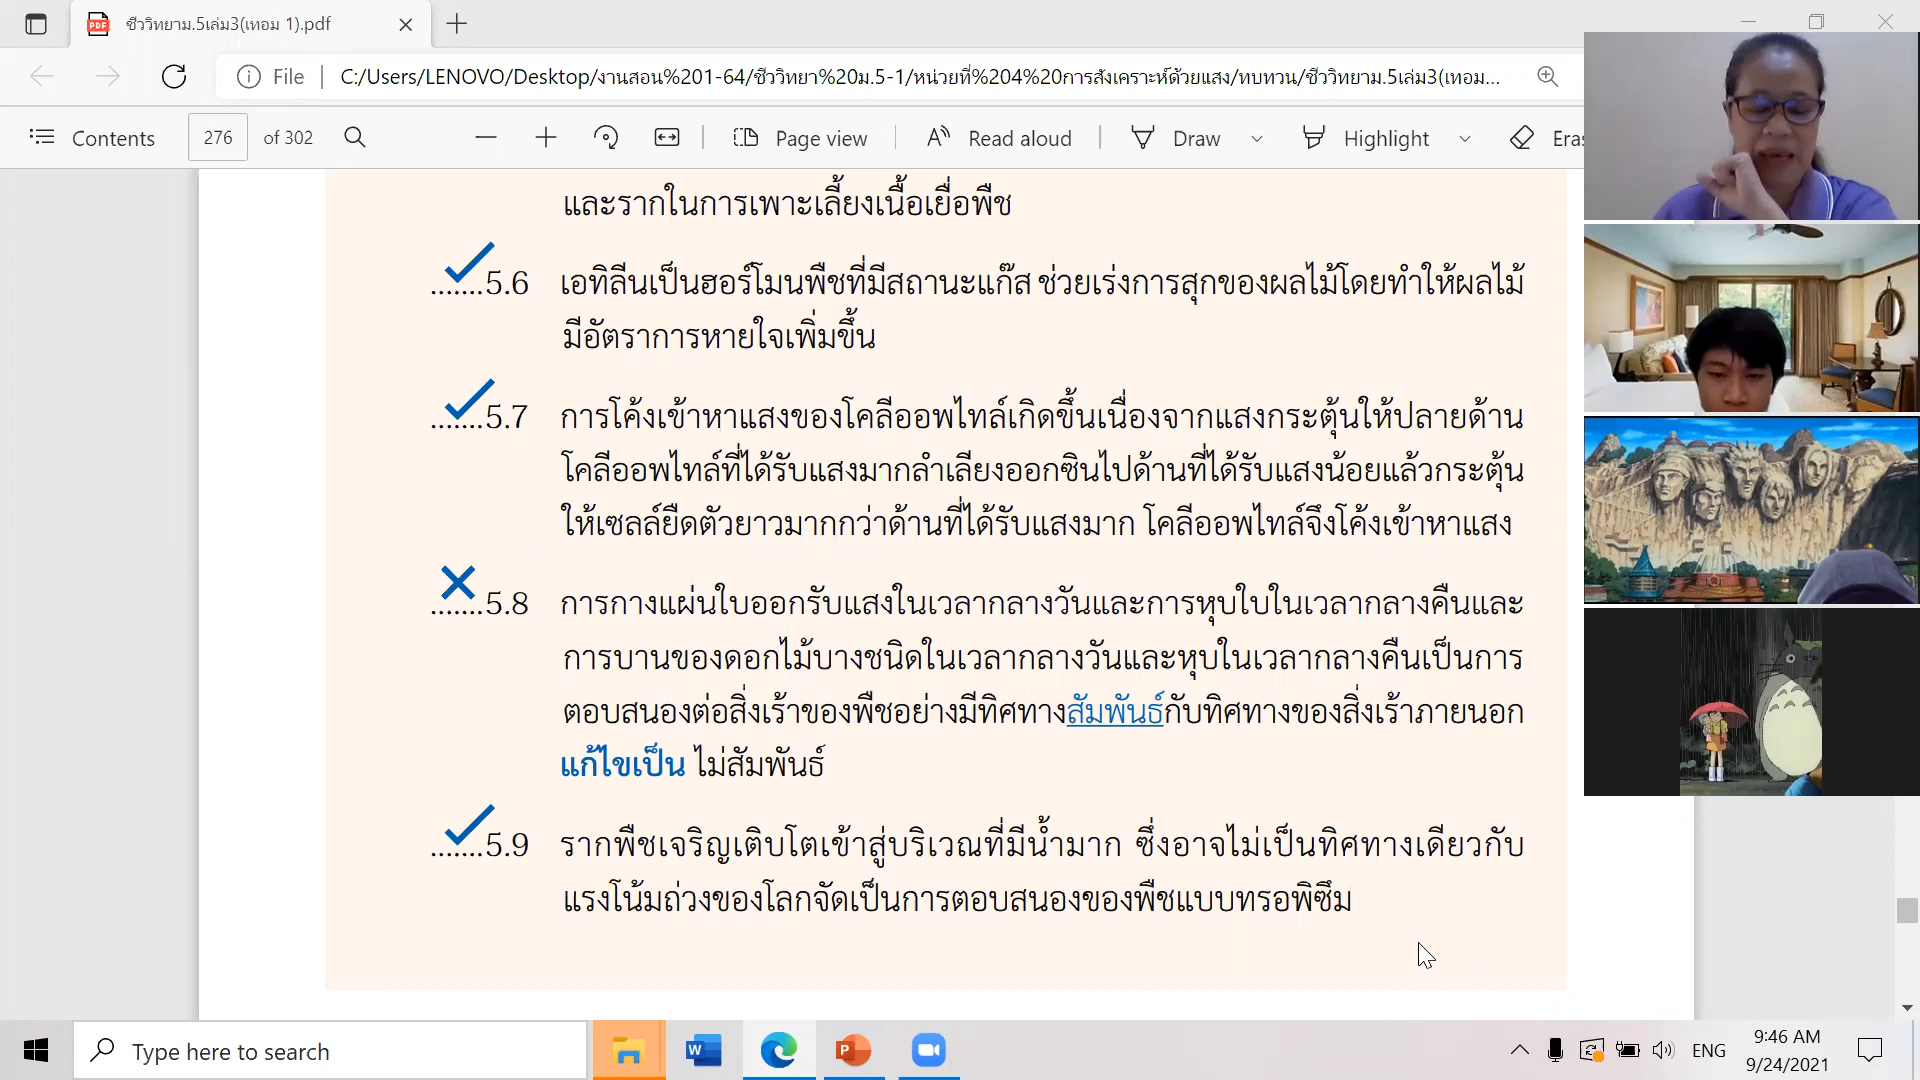 ชีววิทยาม.5เล่ม3(เทอม 1).pdf
File
C:/Users/LENOVO/Desktop/งานสอน%201-64/ชีววิทยา%20ม.5-1/หน่วยที่%204%20การสังเคราะห์ด้วยแสง/ทบทวน/ชีววิทยาม.5เล่ม3(เทอม...
Contents 276 of 302 Page view Read aloud Draw Highlight Eras
และรากในการเพาะเลี้ยงเนื้อเยื่อพืช
.......5.6 เอทิลีนเป็นฮอร์โมนพืชที่มีสถานะแก๊ส ช่วยเร่งการสุกของผลไม้โดยทำให้ผลไม้
มีอัตราการหายใจเพิ่มขึ้น
.......5.7 การโค้งเข้าหาแสงของโคลีออพไทล์เกิดขึ้นเนื่องจากแสงกระตุ้นให้ปลายด้าน
โคลีออพไทล์ที่ได้รับแสงมากลำเลียงออกซินไปด้านที่ได้รับแสงน้อยแล้วกระตุ้น
ให้เซลล์ยืดตัวยาวมากกว่าด้านที่ได้รับแสงมาก โคลีออพไทล์จึงโค้งเข้าหาแสง
.......5.8 การกางแผ่นใบออกรับแสงในเวลากลางวันและการหุบใบในเวลากลางคืนและ
การบานของดอกไม้บางชนิดในเวลากลางวันและหุบในเวลากลางคืนเป็นการ
ตอบสนองต่อสิ่งเร้าของพืชอย่างมีทิศทางสัมพันธ์กับทิศทางของสิ่งเร้าภายนอก
แก้ไขเป็น ไม่สัมพันธ์
.......5.9 รากพืชเจริญเติบโตเข้าสู่บริเวณที่มีน้ำมาก ซึ่งอาจไม่เป็นทิศทางเดียวกับ
แรงโน้มถ่วงของโลกจัดเป็นการตอบสนองของพืชแบบทรอพิซึม
Type here to search
ENG
9:46 AM
9/24/2021